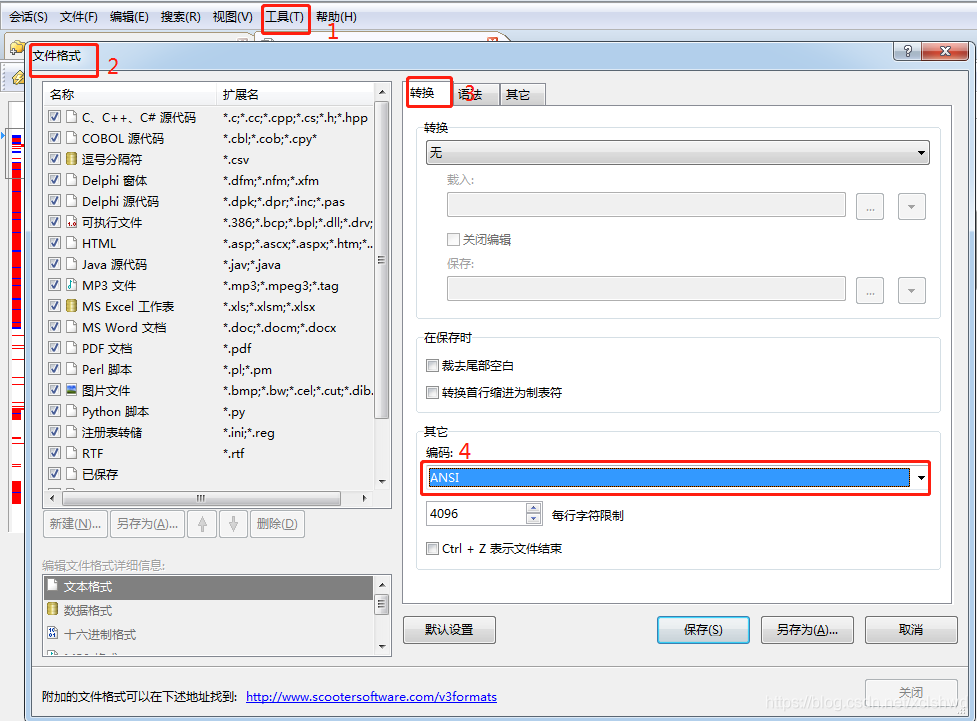 会话(S) 文件(F) 编辑(E) 搜索(R) 视图(V) 工具(T) 帮助(H)
1
文件格式 2
名称 扩展名
C、C++、C# 源代码 *.c;*.cc;*.cpp;*.cs;*.h;*.hpp
COBOL 源代码 *.cbl;*.cob;*.cpy*
逗号分隔符 *.csv
Delphi 窗体 *.dfm;*.nfm;*.xfm
Delphi 源代码 *.dpk;*.dpr;*.inc;*.pas
可执行文件 *.386;*.bcp;*.bpl;*.dll;*.drv;
HTML *.asp;*.ascx;*.aspx;*.htm;*..
Java 源代码 *.jav;*.java
MP3 文件 *.mp3;*.mpeg3;*.tag
MS Excel 工作表 *.xls;*.xlsm;*.xlsx
MS Word 文档 *.doc;*.docm;*.docx
PDF 文档 *.pdf
Perl 脚本 *.pl;*.pm
图片文件 *.bmp;*.bw;*.cel;*.cut;*.dib.
Python 脚本 *.py
注册表转储 *.ini;*.reg
RTF *.rtf
已保存
新建(N)... 另存为(A)... 删除(D)
编辑文件格式详细信息:
文本格式
数据格式
十六进制格式
转换 3 语法 其它
转换
无
载入:
...
关闭编辑
保存:
...
在保存时
裁去尾部空白
转换首行缩进为制表符
其它
编码: 4
ANSI
4096 每行字符限制
Ctrl + Z 表示文件结束
默认设置 保存(S) 另存为(A)... 取消
附加的文件格式可以在下述地址找到: http://www.scootersoftware.com/v3formats
关闭